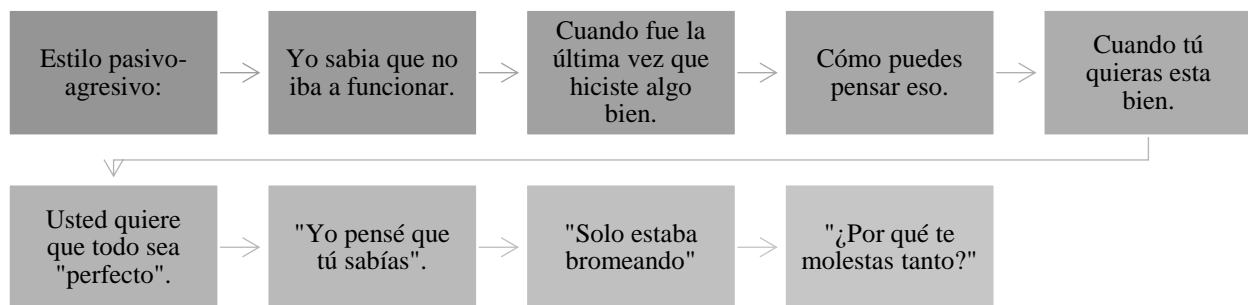 Estilo pasivo-
agresivo:
Yo sabia que no
iba a funcionar.
Cuando fue la
última vez que
hiciste algo
bien.
Cómo puedes
pensar eso.
Cuando tú
quieras esta
bien.
Usted quiere
que todo sea
"perfecto".
"Yo pensé que
tú sabías".
"Solo estaba
bromeando"
"¿Por qué te
molestas tanto?"